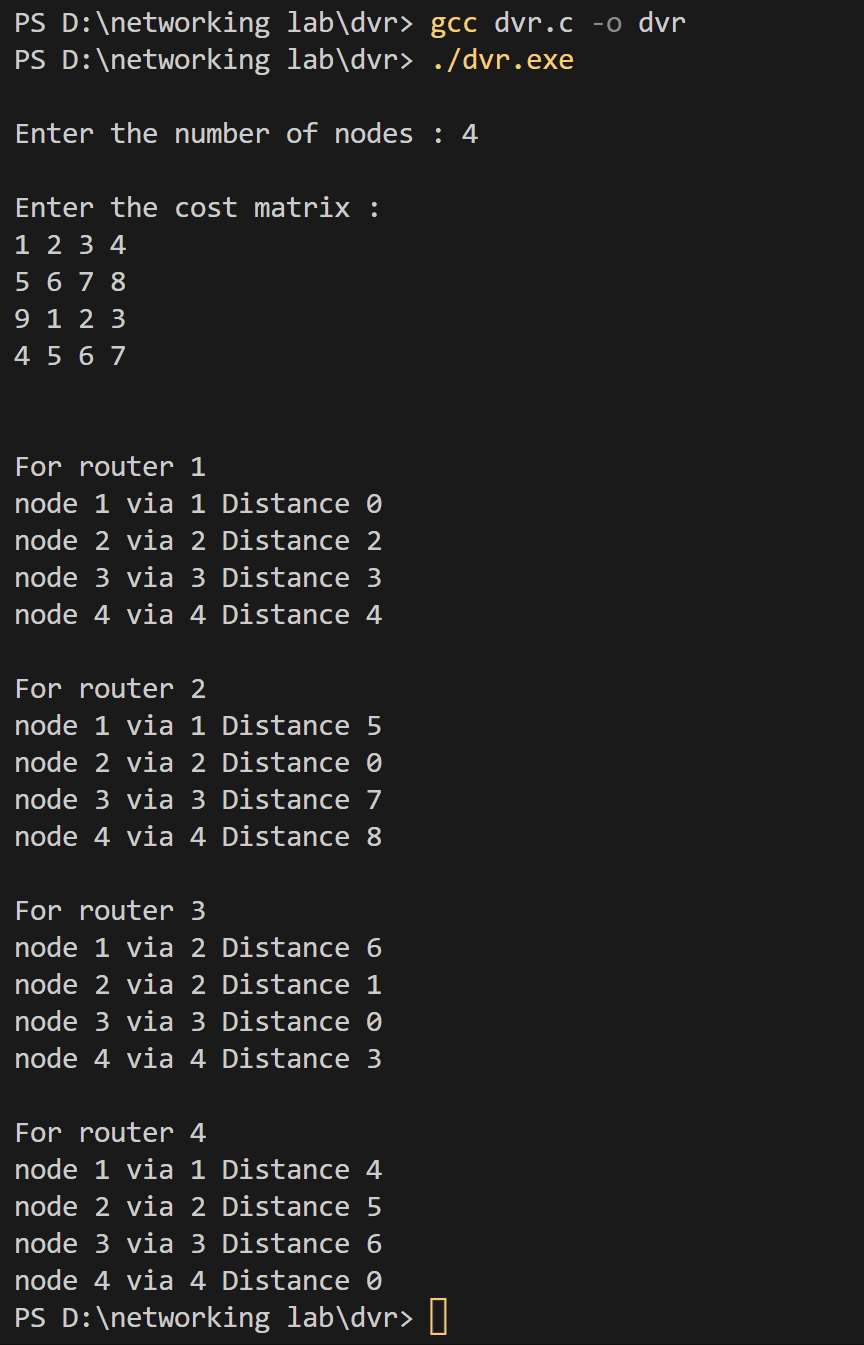 PS D:\networking lab\dvr> gcc dvr.c -o dvr
PS D:\networking lab\dvr> ./dvr.exe
Enter the number of nodes : 4
Enter the cost matrix :
1 2 3 4
5 6 7 8
9 1 2 3
4 5 6 7
For router 1
node 1 via 1 Distance 0
node 2 via 2 Distance 2
node 3 via 3 Distance 3
node 4 via 4 Distance 4
For router 2
node 1 via 1 Distance 5
node 2 via 2 Distance 0
node 3 via 3 Distance 7
node 4 via 4 Distance 8
For router 3
node 1 via 2 Distance 6
node 2 via 2 Distance 1
node 3 via 3 Distance 0
node 4 via 4 Distance 3
For router 4
node 1 via 1 Distance 4
node 2 via 2 Distance 5
node 3 via 3 Distance 6
node 4 via 4 Distance 0
PS D:\networking lab\dvr>